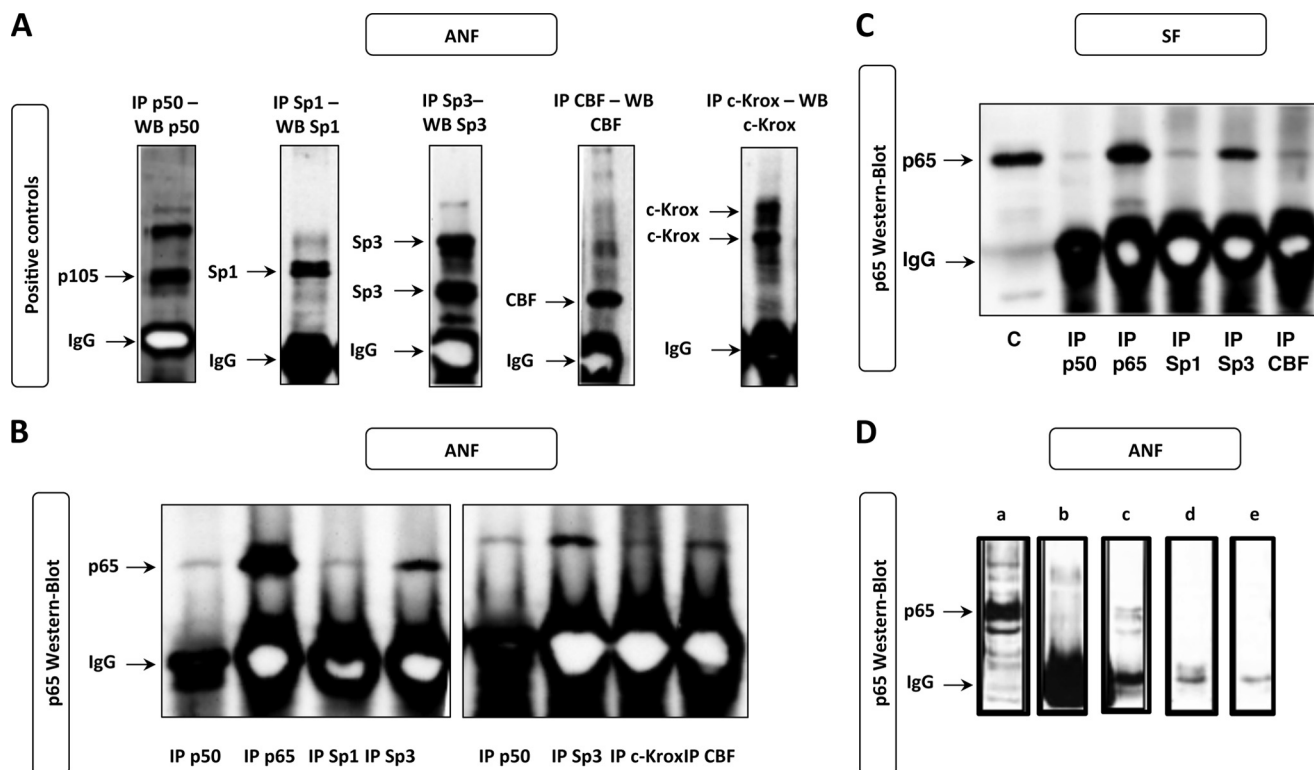 A
ANF
Positive controls
IP p50 –
WB p50
IP Sp1 –
WB Sp1
IP Sp3–
WB Sp3
IP CBF – WB
CBF
IP c-Krox – WB
c-Krox
p105
IgG
Sp1
IgG
Sp3
Sp3
IgG
CBF
IgG
c-Krox
c-Krox
IgG
B
ANF
p65 Western-Blot
p65
IgG
IP p50
IP p65
IP Sp1
IP Sp3
IP p50
IP Sp3
IP c-Krox
IP CBF
C
SF
p65 Western-Blot
p65
IgG
C
IP
p50
IP
p65
IP
Sp1
IP
Sp3
IP
CBF
D
ANF
p65 Western-Blot
a
b
c
d
e
p65
IgG